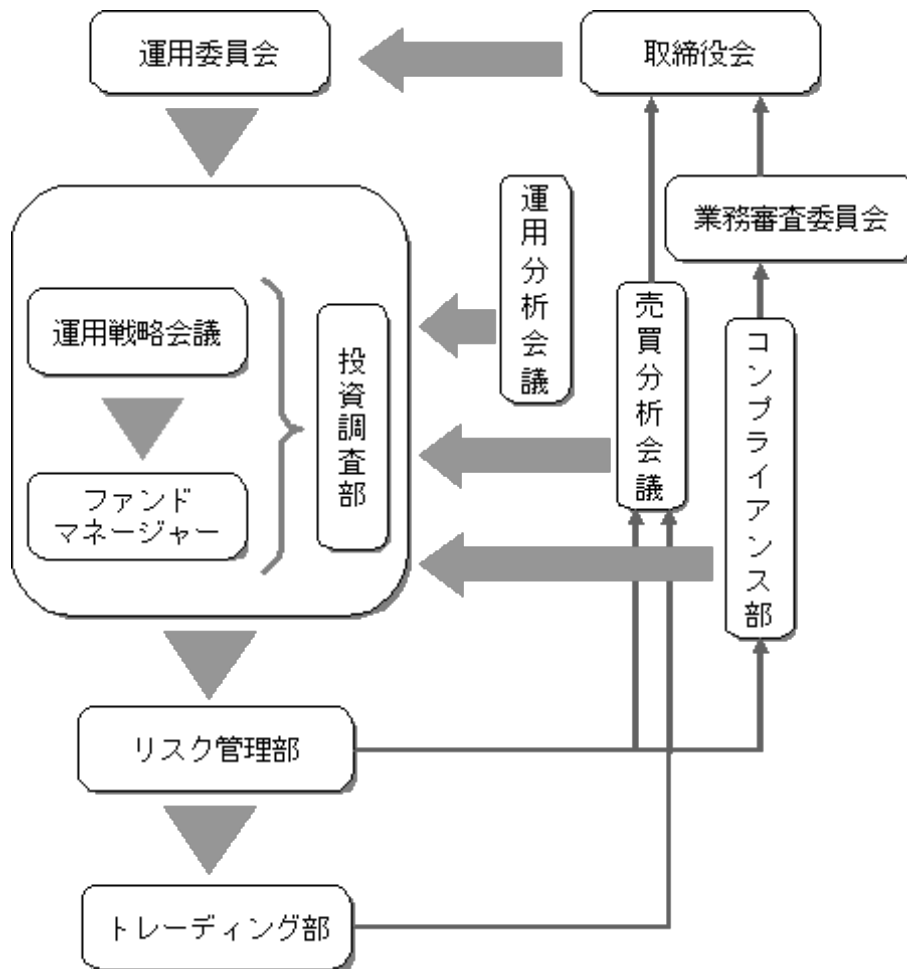 運用委員会
取締役会
業務審査委員会
運用分析会議
売買分析会議
コンプライアンス部
運用戦略会議
投資調査部
ファンド
マネージャー
リスク管理部
トレーディング部